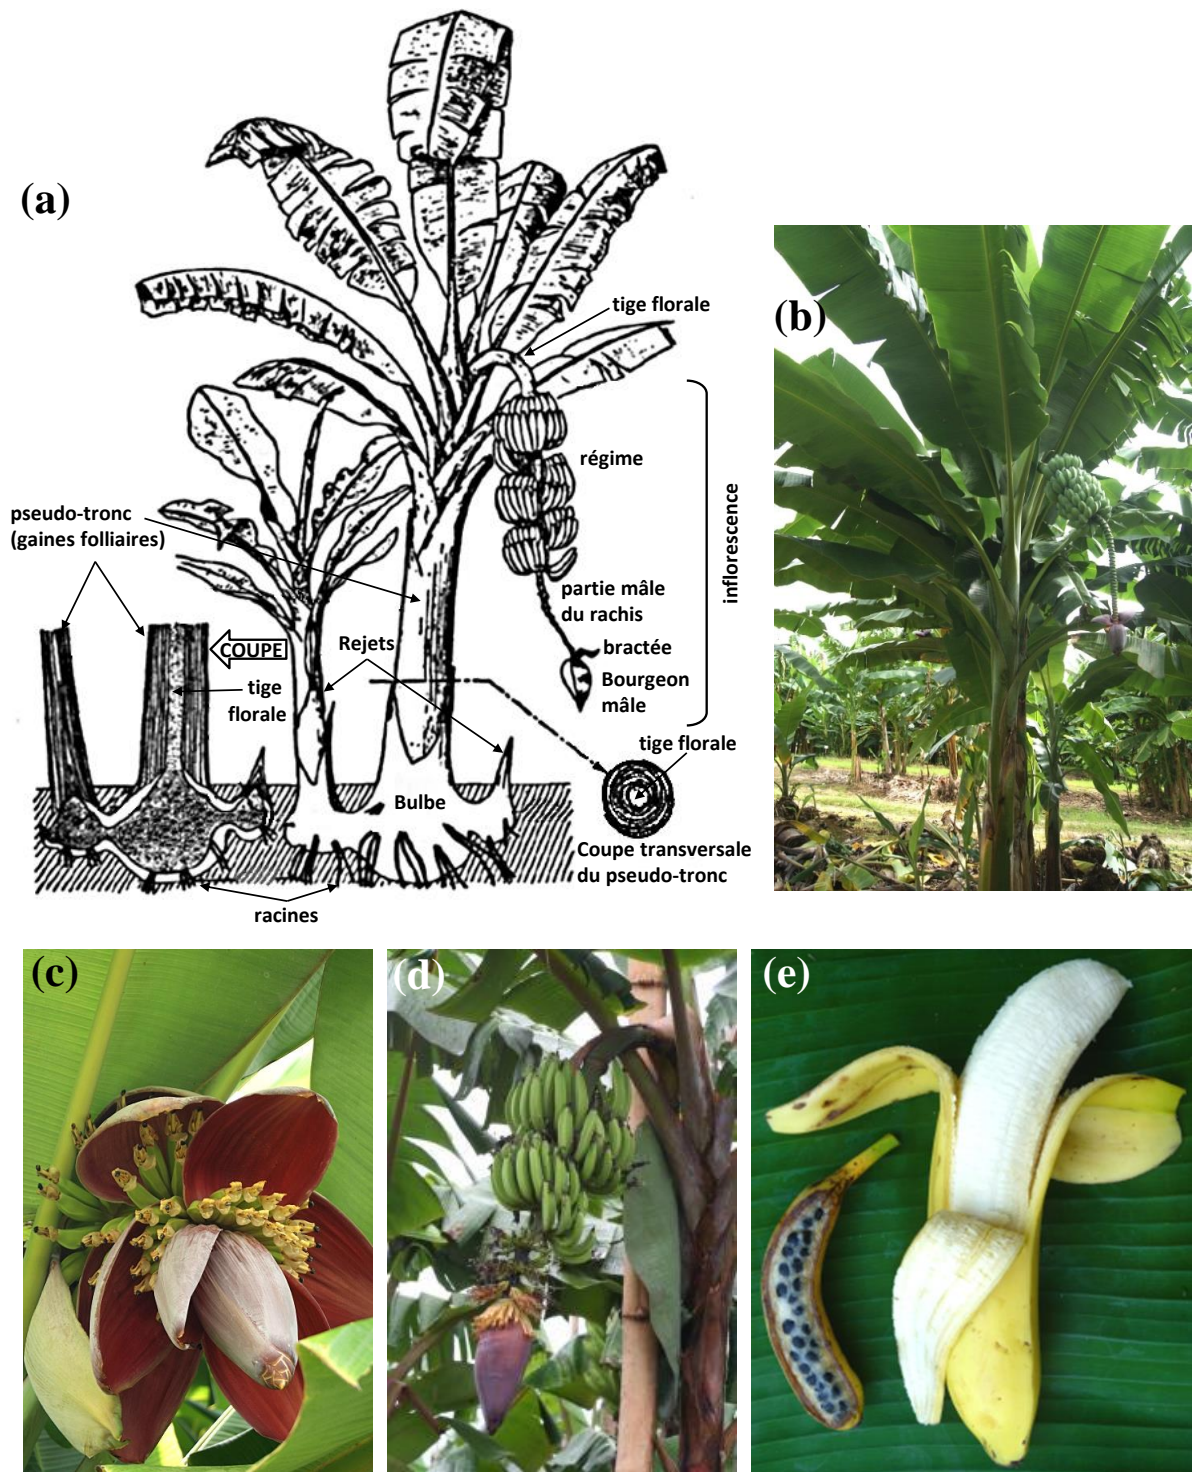 (a)
tige florale
(b)
régime
pseudo-tronc
(gaines folliaires)
inflorescence
partie mâle
du rachis
COUPE
Rejets
bractée
tige
florale
Bourgeon
mâle
tige florale
Bulbe
Coupe transversale
du pseudo-tronc
racines
(c)
(d)
(e)